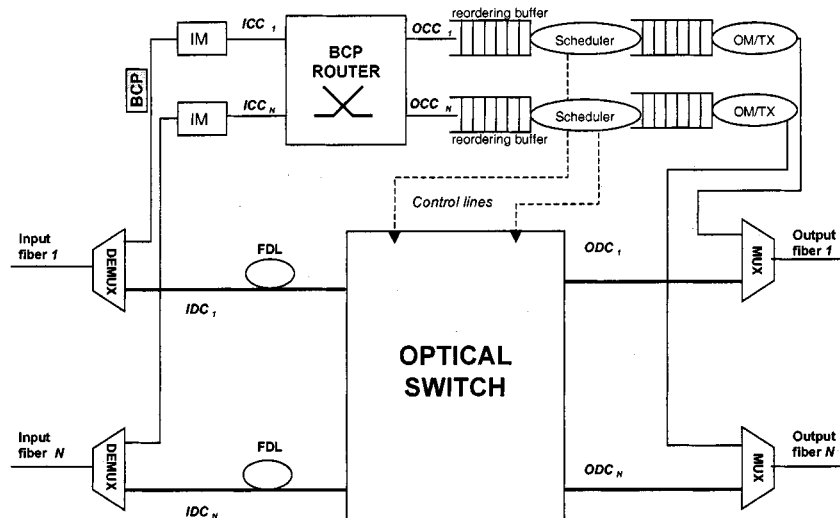 reordering buffer
IM
ICC 1
BCP
ROUTER
OCC 1
Scheduler
OM/TX
BCP
IM
ICC N
OCC N
Scheduler
OM/TX
reordering buffer
Control lines
Input
fiber 1
DEMUX
FDL
IDC 1
ODC 1
MUX
Output
fiber 1
OPTICAL
SWITCH
Input
fiber N
DEMUX
FDL
IDC N
ODC N
MUX
Output
fiber N